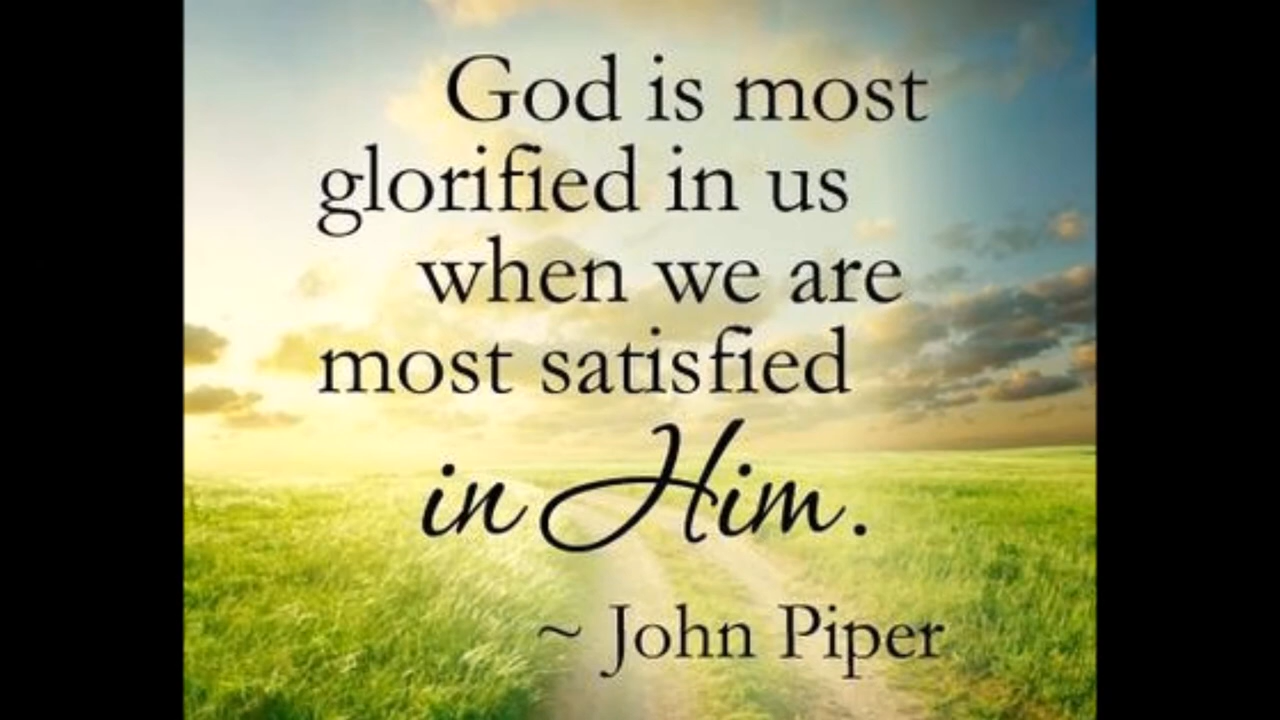 God is most
glorified in us
when we are
most satisfied
in Him.
~ John Piper